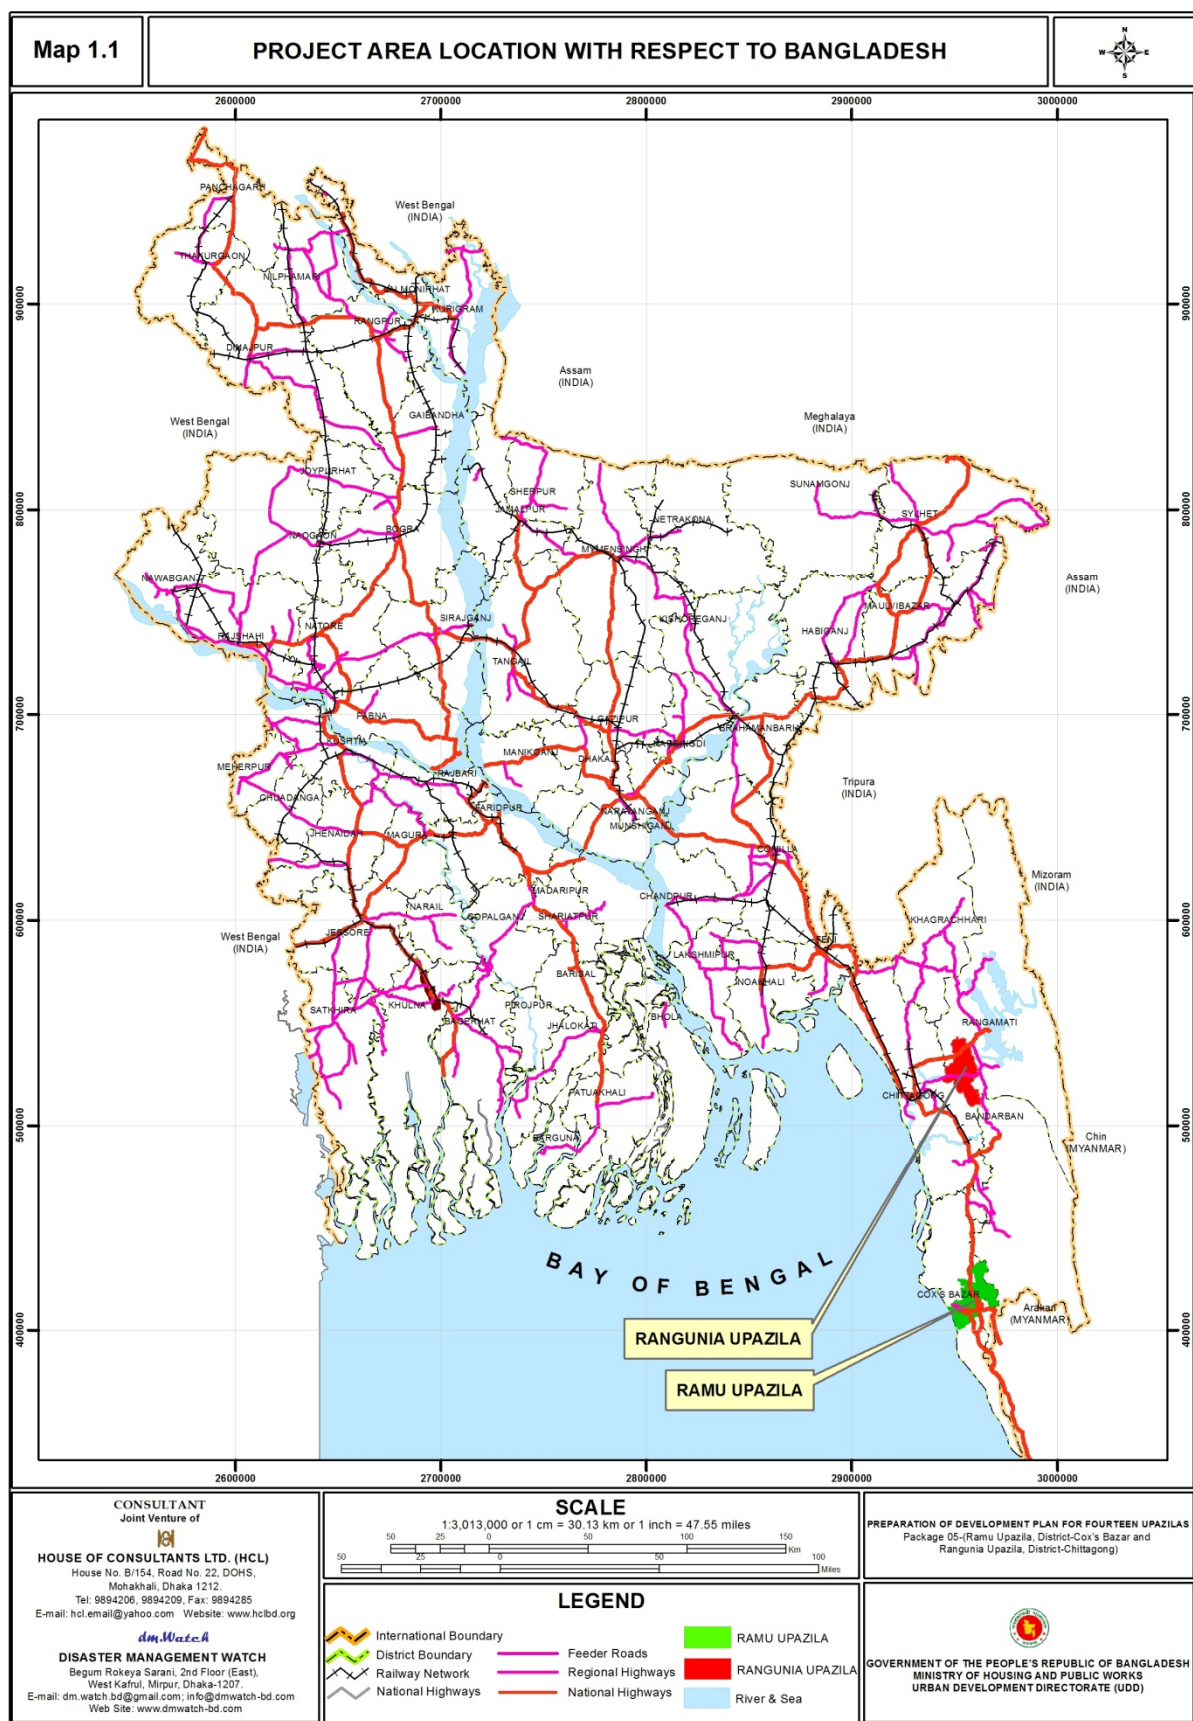 Map 1.1
PROJECT AREA LOCATION WITH RESPECT TO BANGLADESH
N
W E
S
2600000 2700000 2800000 2900000 3000000
PANCHAGARH
West Bengal
(INDIA)
THAKURGAON
NILPHAMARI
LALMONIRHAT
KURIGRAM
RANGPUR
DINAJPUR
900000 900000
Assam
(INDIA)
GAIBANDHA
West Bengal
(INDIA)
Meghalaya
(INDIA)
JOYPURHAT
SHERPUR
JAMALPUR
SUNAMGONJ
SYLHET
800000 800000
NETRAKONA
BOGRA
NAOGAON
MYMENSINGH
NAWABGANJ
Assam
(INDIA)
MAULVIBAZAR
KISHOREGANJ
SIRAJGANJ
NATORE
RAJSHAHI
HABIGANJ
TANGAIL
700000 700000
PABNA
GAZIPUR
BRAHAMANBARIA
KUSHTIA
NARSINGDI
MANIKGANJ
DHAKA
MEHERPUR
RAJBARI
Tripura
(INDIA)
CHUADANGA
FARIDPUR
NARAYANGANJ
MUNSHIGANJ
JHENAIDAH
MAGURA
COMILLA
Mizoram
(INDIA)
MADARIPUR
CHANDPUR
NARAIL
GOPALGANJ
SHARIATPUR
KHAGRACHHARI
600000 600000
JESSORE
West Bengal
(INDIA)
FENI
LAKSHMIPUR
BARISAL
NOAKHALI
SATKHIRA
KHULNA
PIROJPUR
BHOLA
BAGERHAT
JHALOKATI
RANGAMATI
PATUAKHALI
CHITTAGONG
BANDARBAN
500000 500000
BARGUNA
Chin
(MYANMAR)
BAY OF BENGAL
COX'S BAZAR
Arakan
(MYANMAR)
RANGUNIA UPAZILA
400000 400000
RAMU UPAZILA
2600000 2700000 2800000 2900000 3000000
CONSULTANT
Joint Venture of
HOUSE OF CONSULTANTS LTD. (HCL)
House No. B/154, Road No. 22, DOHS,
Mohakhali, Dhaka 1212.
Tel: 9894206, 9894209, Fax: 9894285
E-mail: hcl.email@yahoo.com Website: www.hclbd.org
dm.Watch
DISASTER MANAGEMENT WATCH
Begum Rokeya Sarani, 2nd Floor (East),
West Kafrul, Mirpur, Dhaka-1207.
E-mail: dm.watch.bd@gmail.com; info@dmwatch-bd.com
Web Site: www.dmwatch-bd.com
SCALE
1:3,013,000 or 1 cm = 30.13 km or 1 inch = 47.55 miles
50 25 0 50 100 150
Km
50 25 0 50 100
Miles
LEGEND
International Boundary
District Boundary
Railway Network
National Highways
Feeder Roads
Regional Highways
National Highways
RAMU UPAZILA
RANGUNIA UPAZILA
River & Sea
PREPARATION OF DEVELOPMENT PLAN FOR FOURTEEN UPAZILAS
Package 05-(Ramu Upazila, District-Cox's Bazar and
Rangunia Upazila, District-Chittagong)
GOVERNMENT OF THE PEOPLE'S REPUBLIC OF BANGLADESH
MINISTRY OF HOUSING AND PUBLIC WORKS
URBAN DEVELOPMENT DIRECTORATE (UDD)